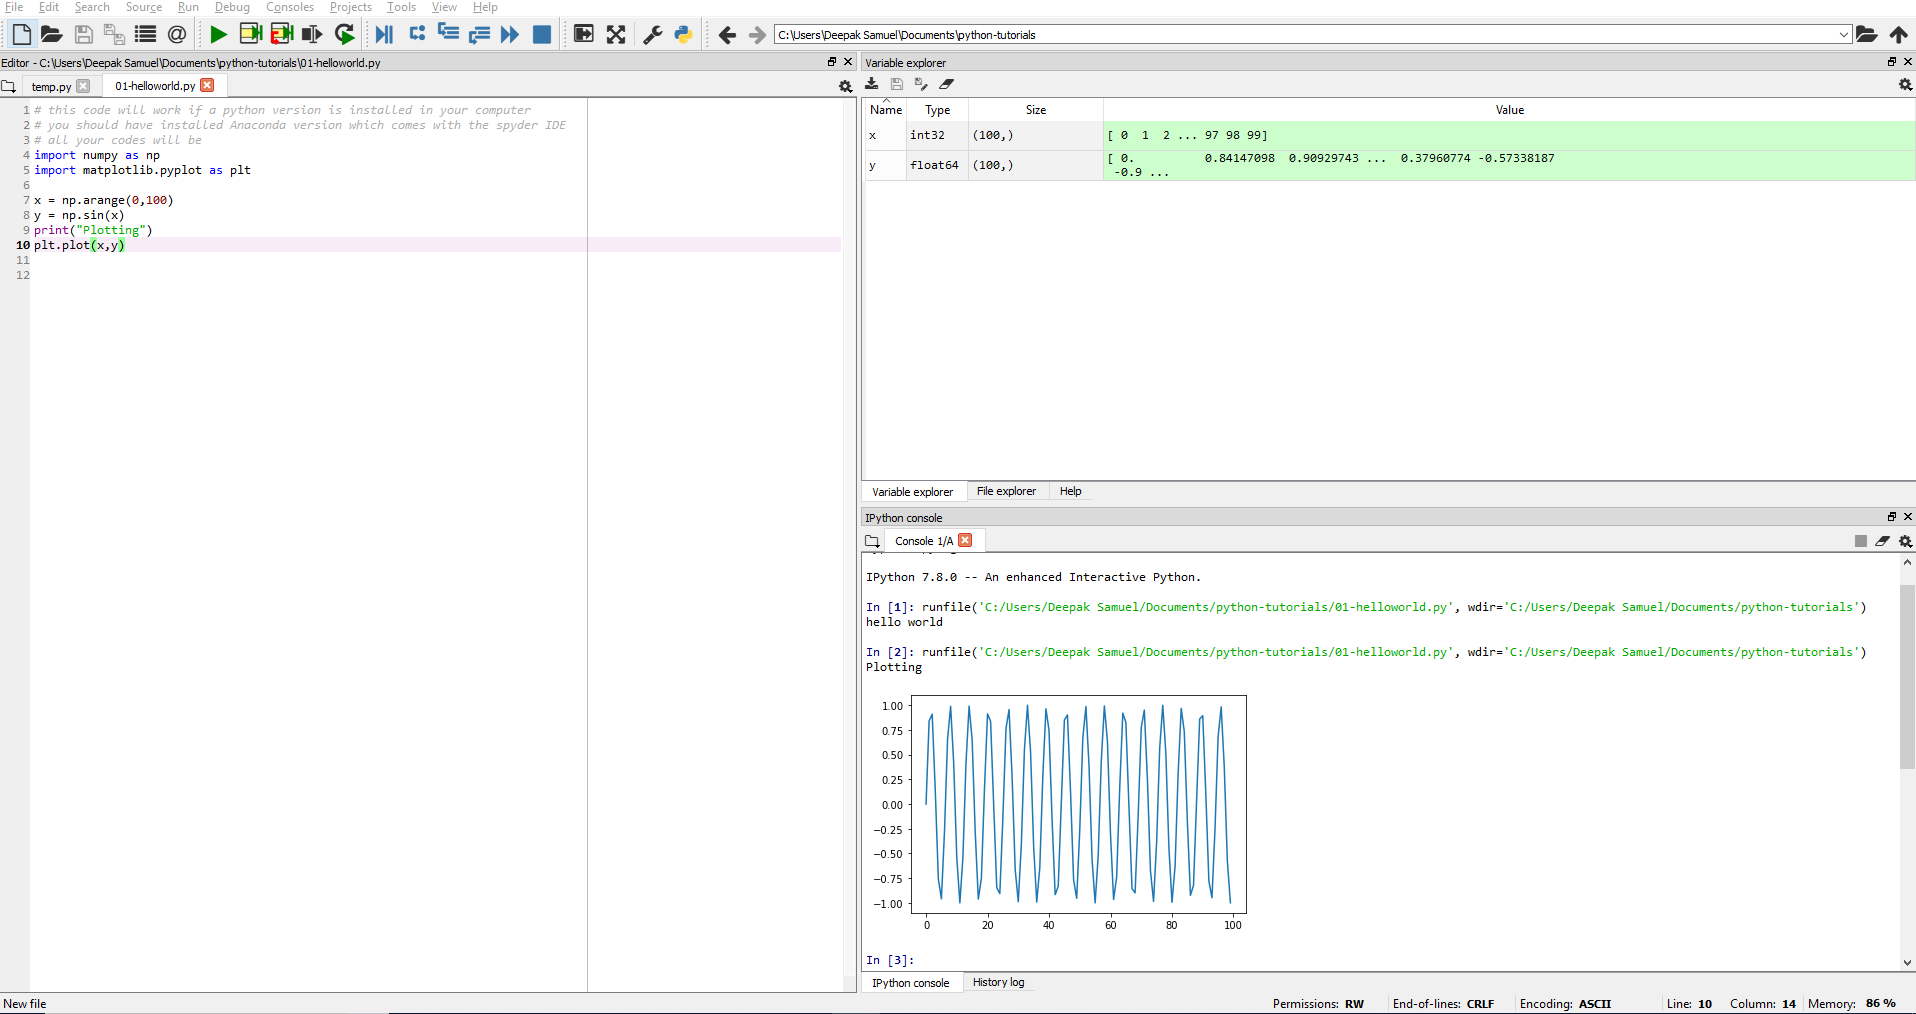 File Edit Search Source Run Debug Consoles Projects Tools View Help
C:\Users\Deepak Samuel\Documents\python-tutorials
Editor - C:\Users\Deepak Samuel\Documents\python-tutorials\01-helloworld.py
temp.py 01-helloworld.py
1 # this code will work if a python version is installed in your computer
2 # you should have installed Anaconda version which comes with the spyder IDE
3 # all your codes will be
4 import numpy as np
5 import matplotlib.pyplot as plt
6
7 x = np.arange(0,100)
8 y = np.sin(x)
9 print("Plotting")
10 plt.plot(x,y)
11
12
Variable explorer
Name Type Size Value
x int32 (100,) [ 0 1 2 ... 97 98 99]
y float64 (100,) [ 0. 0.84147098 0.90929743 ... 0.37960774 -0.57338187
-0.9 ...
Variable explorer File explorer Help
IPython console
Console 1/A
IPython 7.8.0 -- An enhanced Interactive Python.
In [1]: runfile('C:/Users/Deepak Samuel/Documents/python-tutorials/01-helloworld.py', wdir='C:/Users/Deepak Samuel/Documents/python-tutorials')
hello world
In [2]: runfile('C:/Users/Deepak Samuel/Documents/python-tutorials/01-helloworld.py', wdir='C:/Users/Deepak Samuel/Documents/python-tutorials')
Plotting
1.00
0.75
0.50
0.25
0.00
−0.25
−0.50
−0.75
−1.00
0 20 40 60 80 100
In [3]:
IPython console History log
New file Permissions: RW End-of-lines: CRLF Encoding: ASCII Line: 10 Column: 14 Memory: 86 %